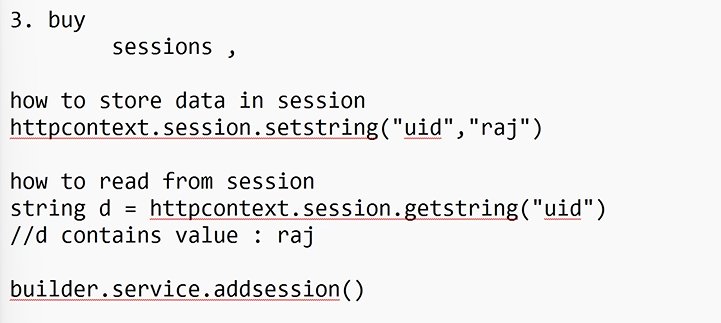 3. buy
sessions ,
how to store data in session
httpcontext.session.setstring("uid","raj")
how to read from session
string d = httpcontext.session.getstring("uid")
//d contains value : raj
builder.service.addsession()